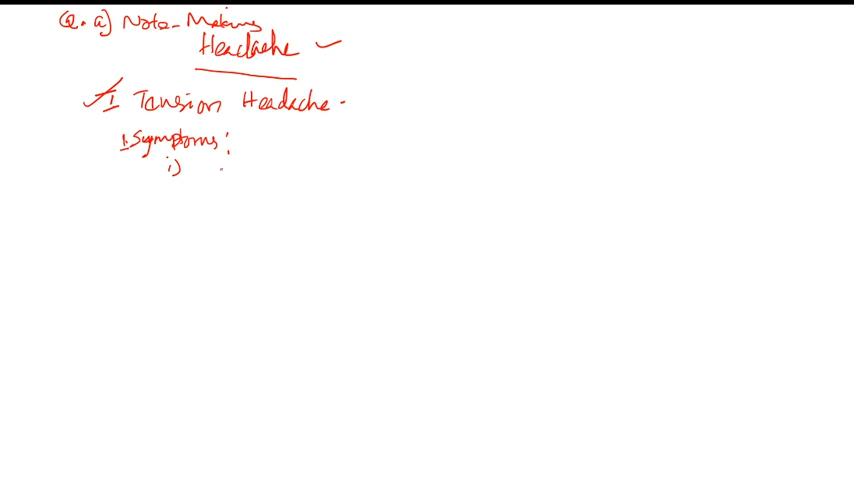 Q. a) Note-Making
Headache ✓
I Tension Headache.
1. Symptoms:
i)